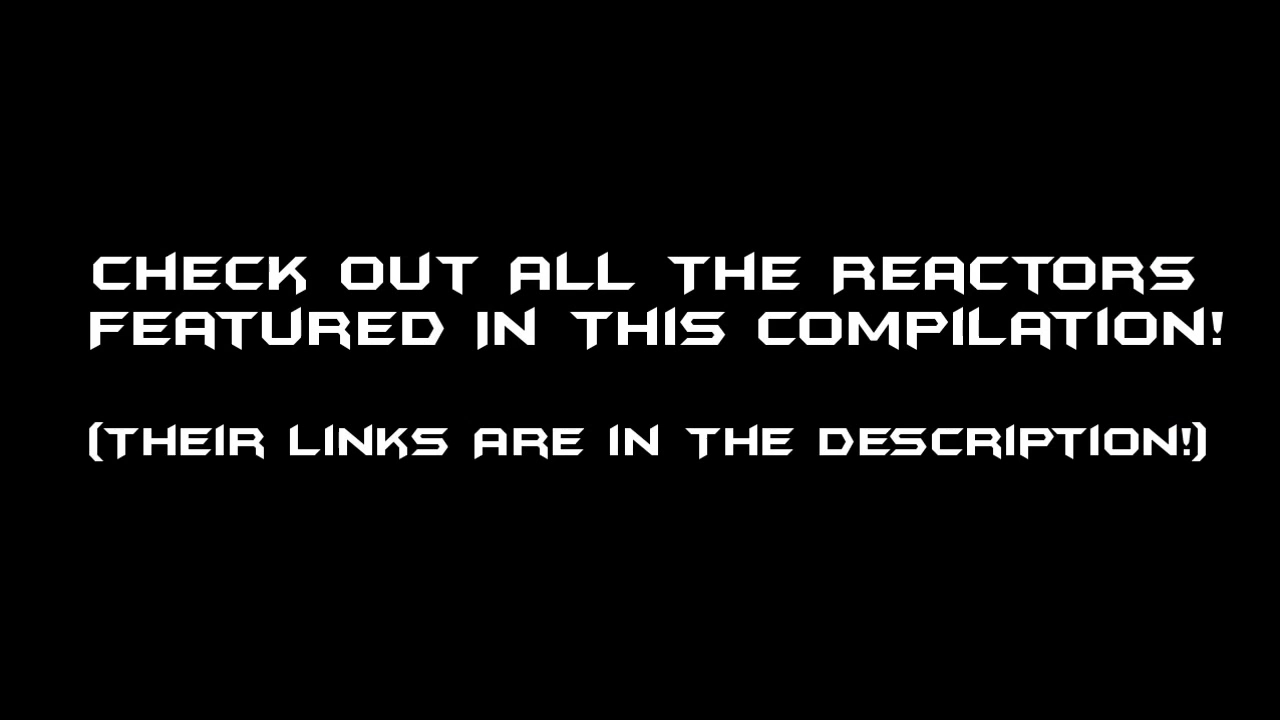 CHECK OUT ALL THE REACTORS
FEATURED IN THIS COMPILATION!
(THEIR LINKS ARE IN THE DESCRIPTION!)